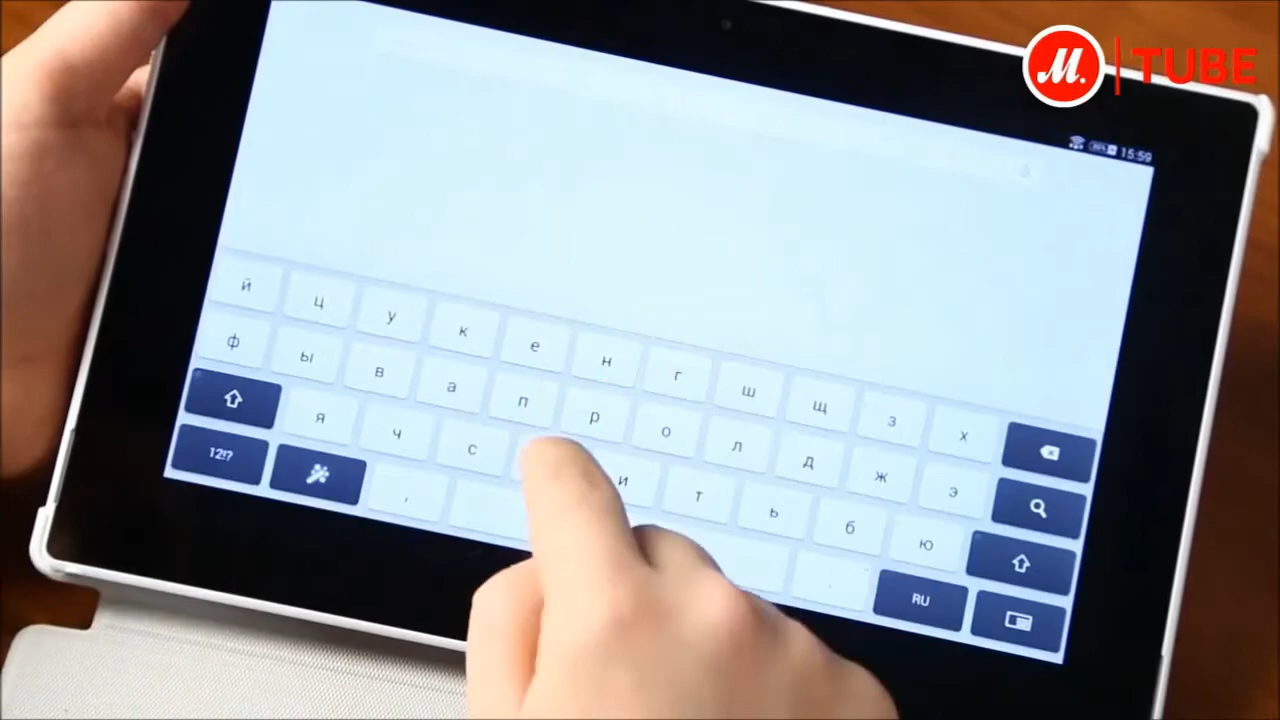 М. TUBE
15:59
й ц у к е н г ш щ з х
ф ы в а п р о л д ж э
я ч с и т ь б ю
12!? , . RU